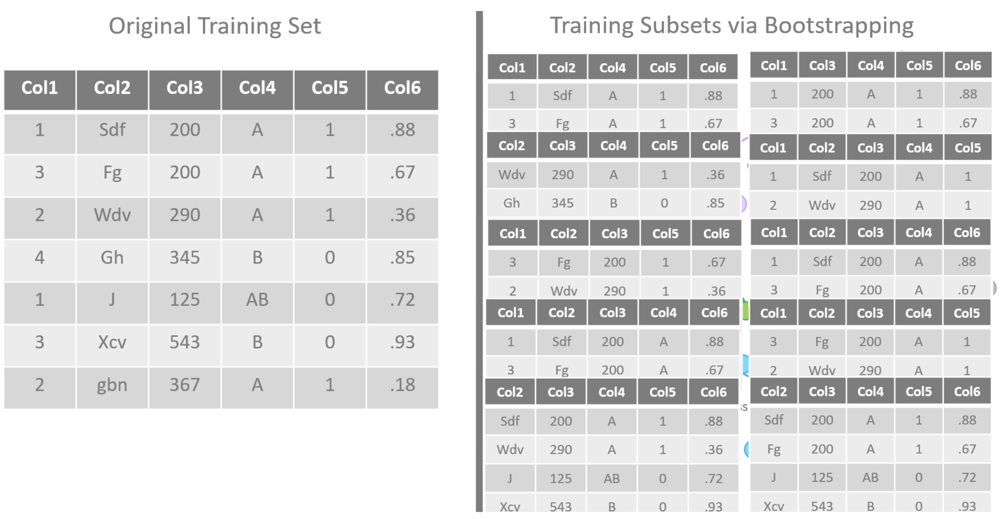 Original Training Set
Col1 Col2 Col3 Col4 Col5 Col6
1 Sdf 200 A 1 .88
3 Fg 200 A 1 .67
2 Wdv 290 A 1 .36
4 Gh 345 B 0 .85
1 J 125 AB 0 .72
3 Xcv 543 B 0 .93
2 gbn 367 A 1 .18
Training Subsets via Bootstrapping
Col1 Col2 Col4 Col5 Col6
1 Sdf A 1 .88
3 Fg A 1 .67
Col2 Col3 Col4 Col5 Col6
Wdv 290 A 1 .36
Gh 345 B 0 .85
Col1 Col2 Col3 Col5 Col6
3 Fg 200 1 .67
2 Wdv 290 1 .36
Col1 Col2 Col3 Col4 Col6
1 Sdf 200 A .88
3 Fg 200 A .67
Col2 Col3 Col4 Col5 Col6
Sdf 200 A 1 .88
Wdv 290 A 1 .36
J 125 AB 0 .72
Xcv 543 B 0 .93
Col1 Col3 Col4 Col5 Col6
1 200 A 1 .88
3 200 A 1 .67
Col1 Col2 Col3 Col4 Col5
1 Sdf 200 A 1
2 Wdv 290 A 1
Col1 Col2 Col3 Col4 Col6
1 Sdf 200 A .88
3 Fg 200 A .67
Col1 Col2 Col3 Col4 Col5
3 Fg 200 A 1
2 Wdv 290 A 1
Col2 Col3 Col4 Col5 Col6
Sdf 200 A 1 .88
Fg 200 A 1 .67
J 125 AB 0 .72
Xcv 543 B 0 .93